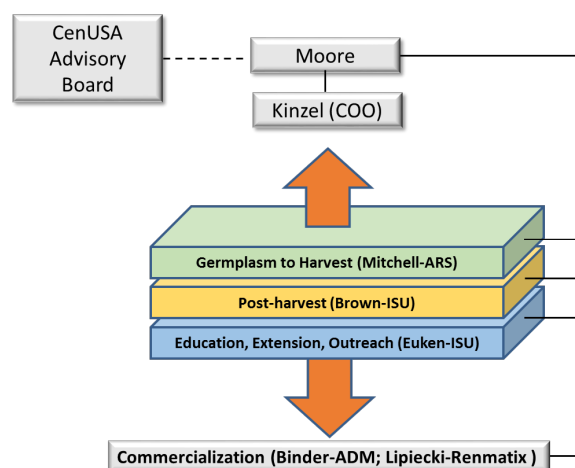 CenUSA
Advisory
Board
Moore
Kinzel (COO)
Germplasm to Harvest (Mitchell-ARS)
Post-harvest (Brown-ISU)
Education, Extension, Outreach (Euken-ISU)
Commercialization (Binder-ADM; Lipiecki-Renmatix )